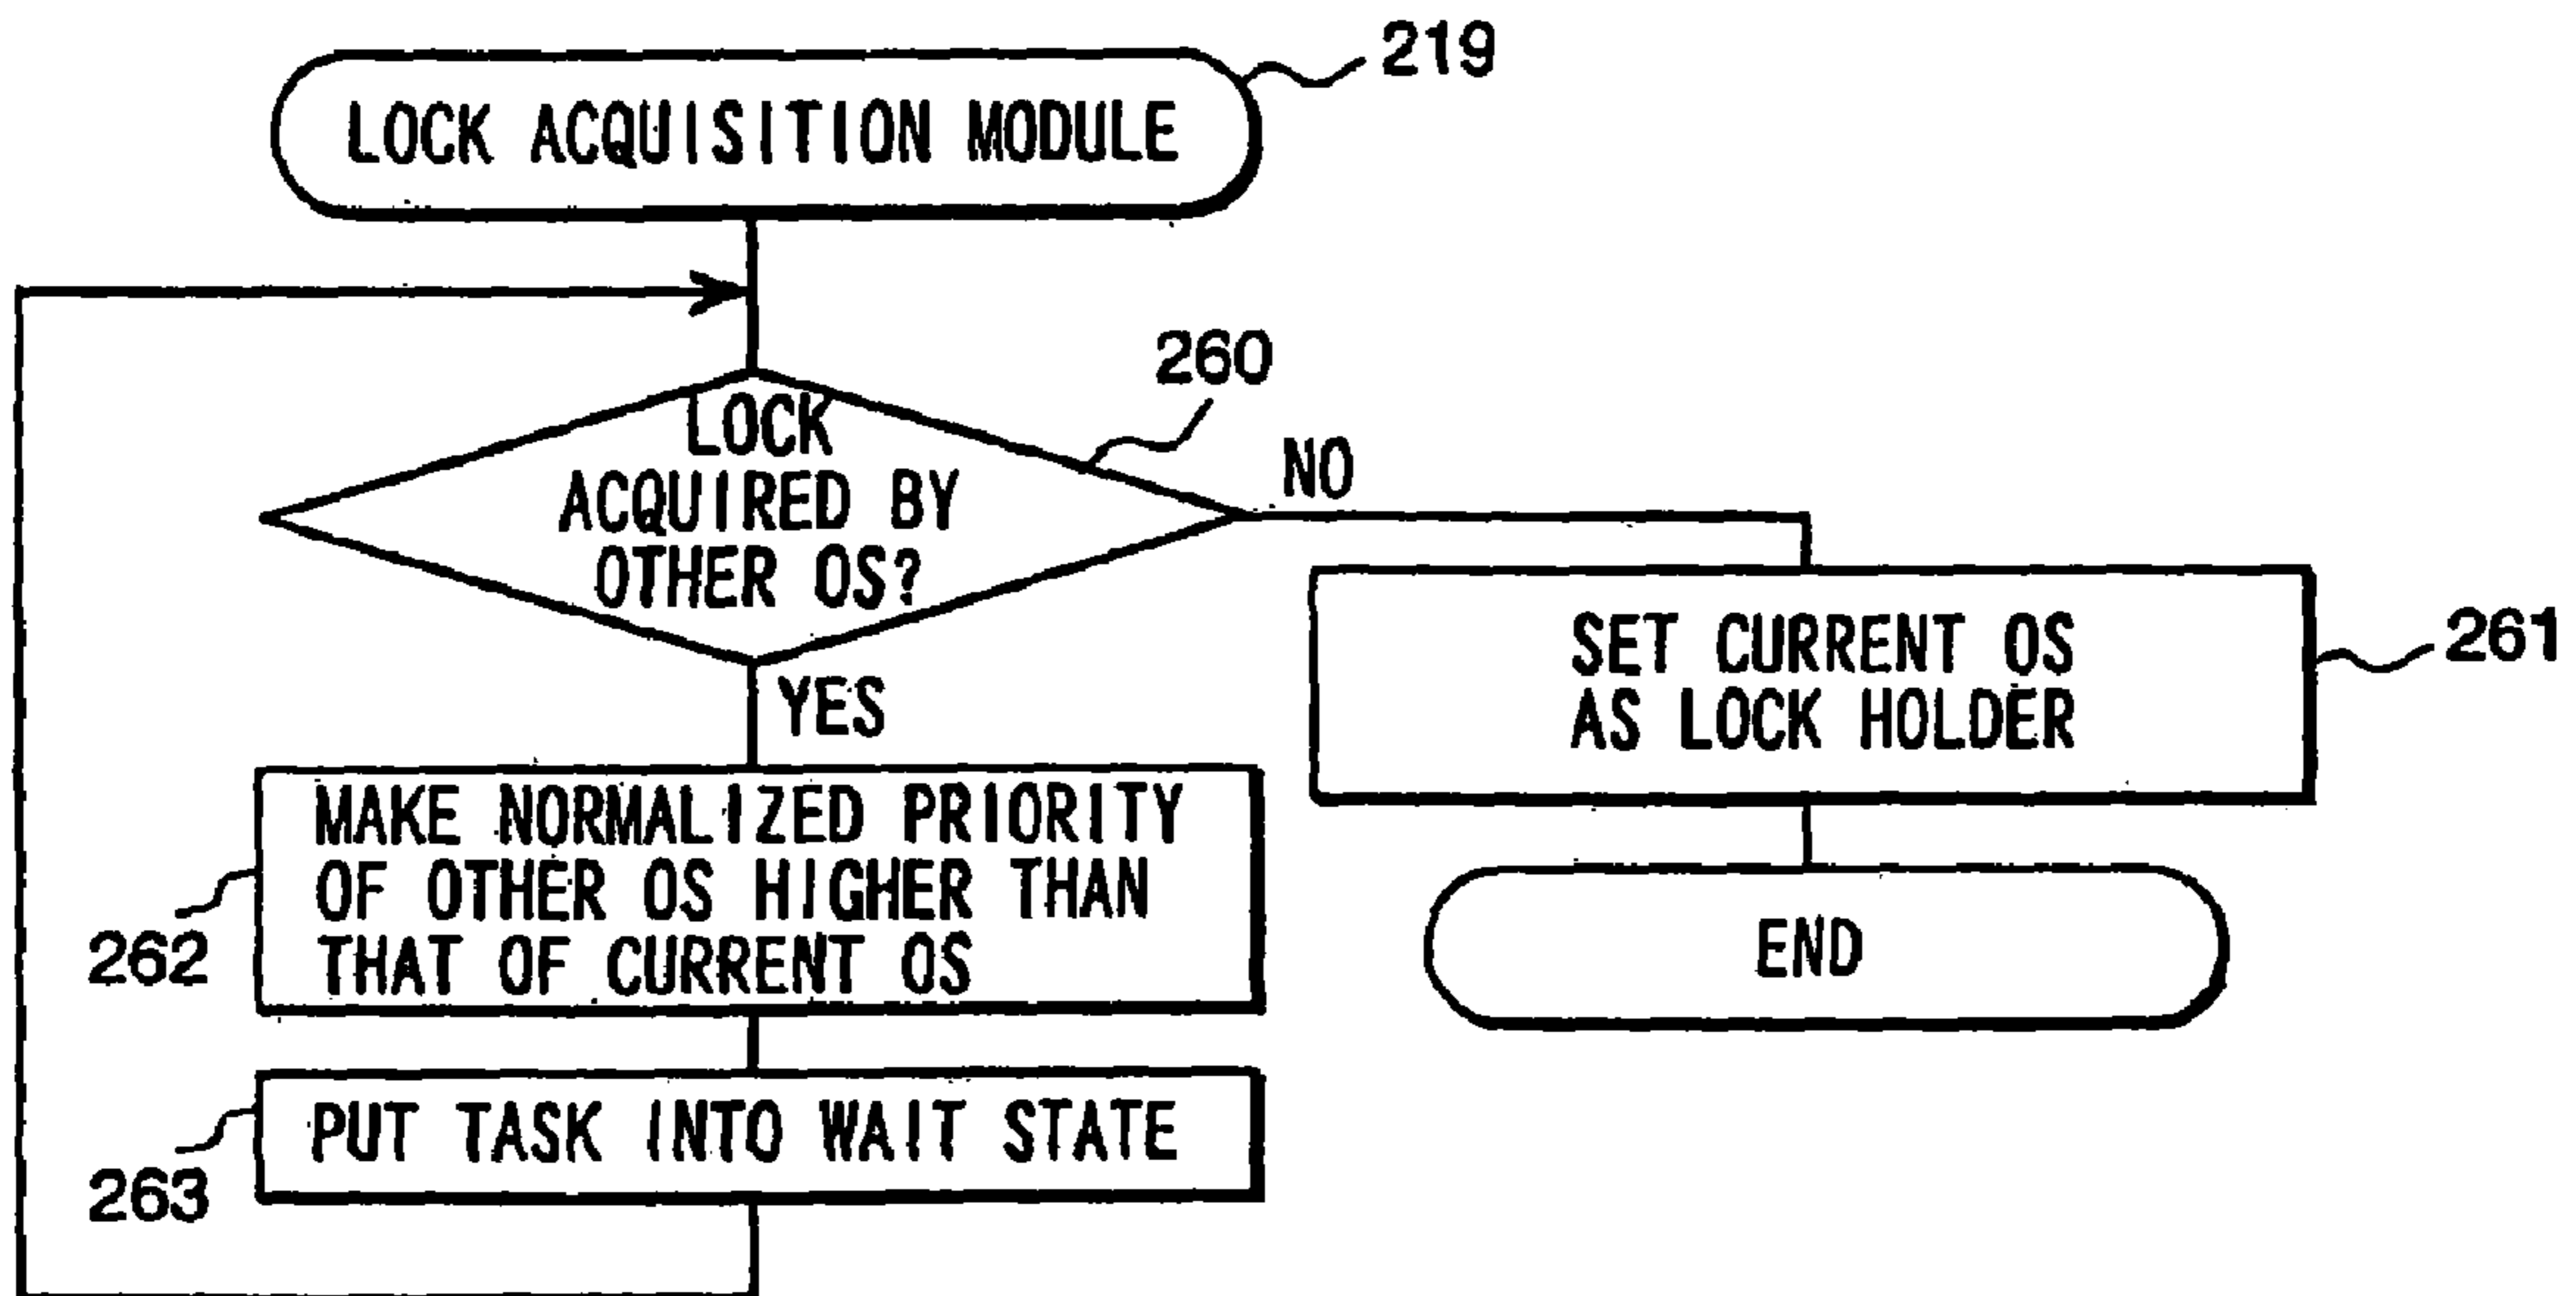 219
LOCK ACQUISITION MODULE
260
LOCK
ACQUIRED BY
OTHER OS?
NO
YES
SET CURRENT OS
AS LOCK HOLDER
261
MAKE NORMALIZED PRIORITY
OF OTHER OS HIGHER THAN
THAT OF CURRENT OS
262
END
PUT TASK INTO WAIT STATE
263